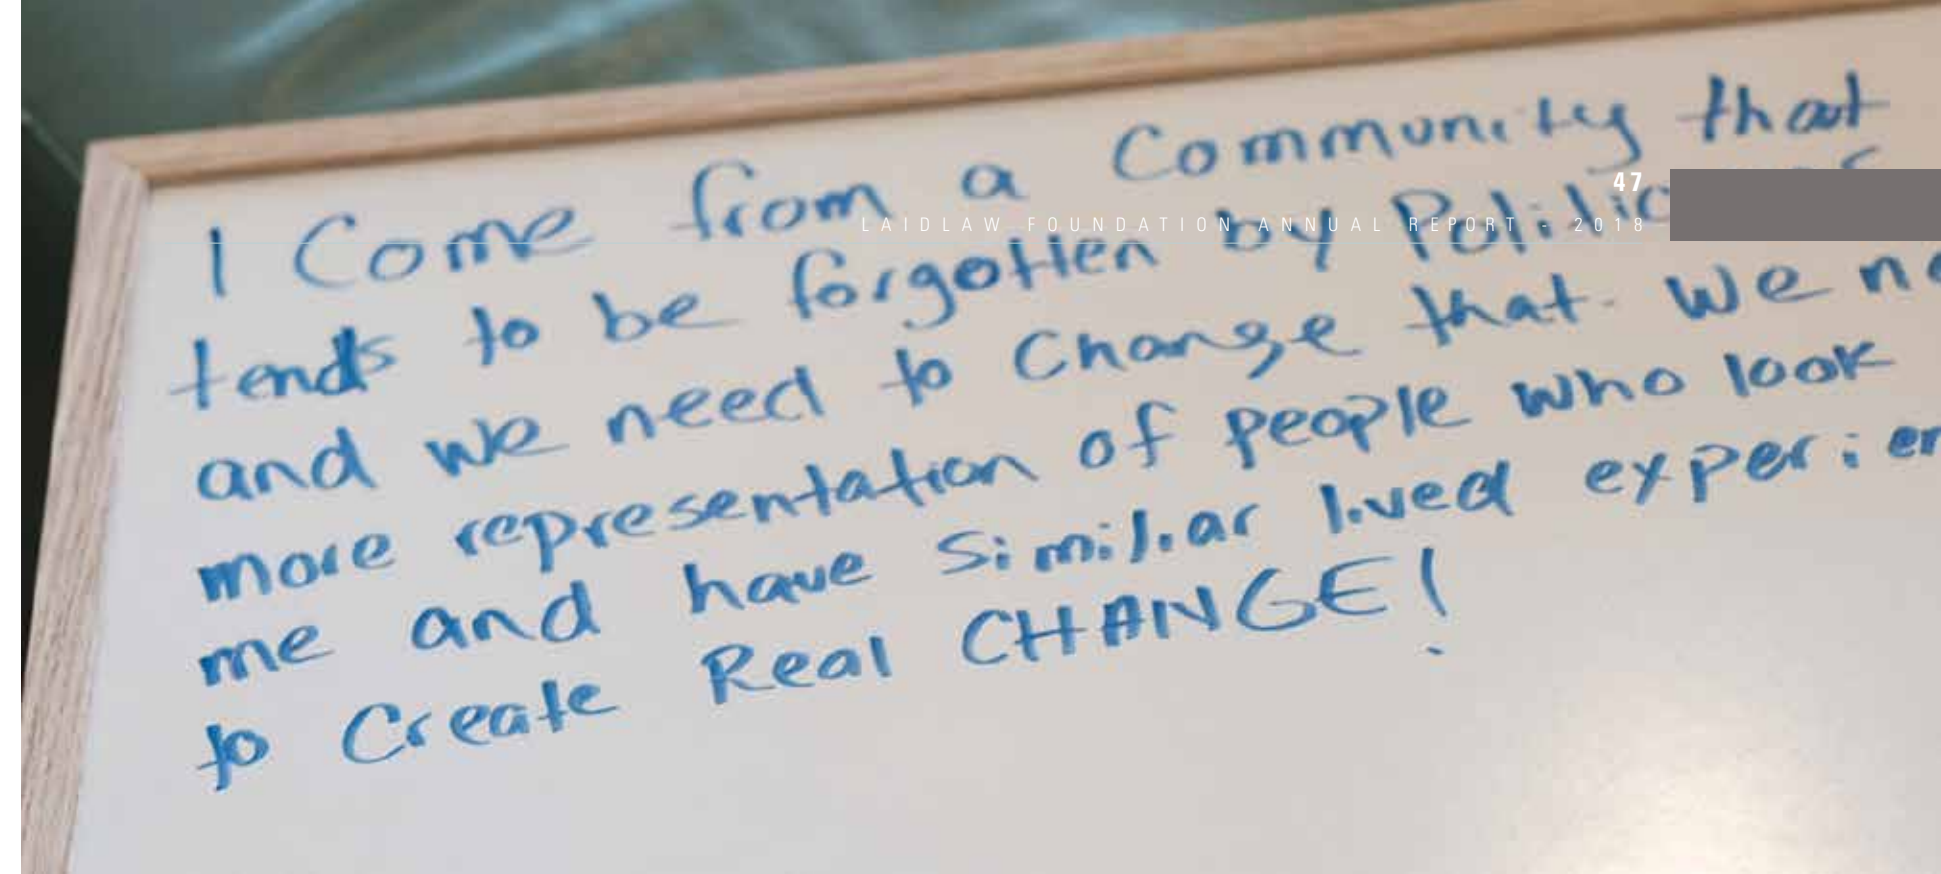 I Come from a Community that
47
LAIDLAW FOUNDATION ANNUAL REPORT - 2018
tends to be forgotten by
and we need to Change that. We
more representation of people who look
me and have similiar lived
to Create Real CHANGE!